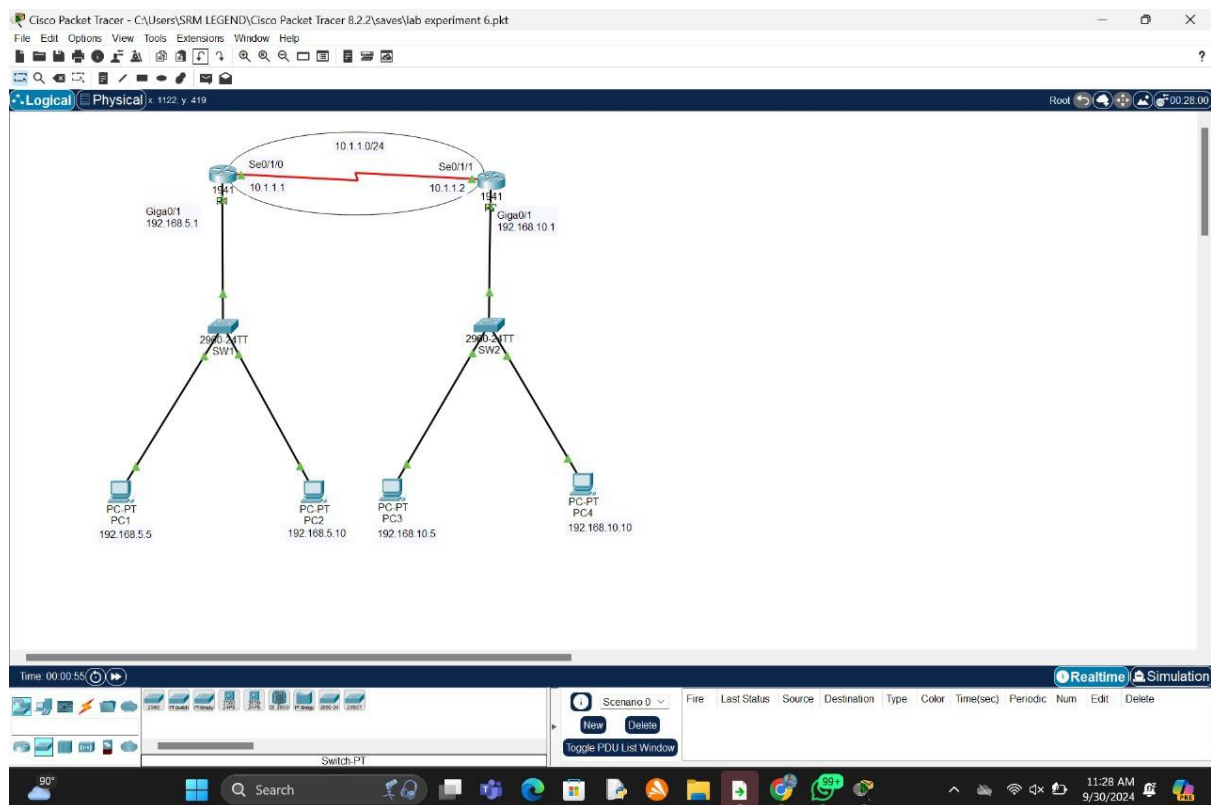 Cisco Packet Tracer - C:\Users\SRM LEGEND\Cisco Packet Tracer 8.2.2\saves\lab experiment 6.pkt
File Edit Options View Tools Extensions Window Help
?
Logical Physical x: 1122, y: 419 Root 00:28:00
10.1.1.0/24
Se0/1/0 Se0/1/1
1941 10.1.1.1 10.1.1.2 1941
Giga0/1
192.168.5.1
Giga0/1
192.168.10.1
2960-24TT
SW1
2960-24TT
SW2
PC-PT
PC1
192.168.5.5
PC-PT
PC2
192.168.5.10
PC-PT
PC3
192.168.10.5
PC-PT
PC4
192.168.10.10
Time: 00:00:55 Realtime Simulation
Scenario 0 Fire Last Status Source Destination Type Color Time(sec) Periodic Num Edit Delete
New Delete
Toggle PDU List Window
Switch-PT
90°
Search
99+
11:28 AM
9/30/2024